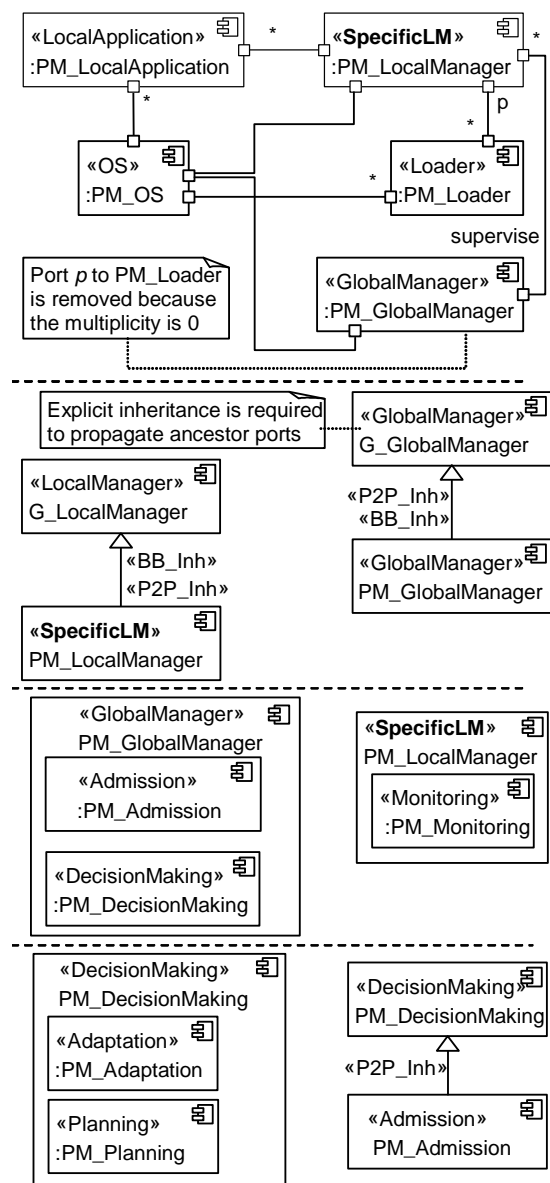 «LocalApplication»
:PM_LocalApplication
*
*
«SpecificLM»
:PM_LocalManager
*
*
p
*
«OS»
:PM_OS
*
«Loader»
:PM_Loader
supervise
Port p to PM_Loader
is removed because
the multiplicity is 0
«GlobalManager»
:PM_GlobalManager
Explicit inheritance is required
to propagate ancestor ports
«GlobalManager»
G_GlobalManager
«LocalManager»
G_LocalManager
«P2P_Inh»
«BB_Inh»
«BB_Inh»
«P2P_Inh»
«GlobalManager»
PM_GlobalManager
«SpecificLM»
PM_LocalManager
«GlobalManager»
PM_GlobalManager
«Admission»
:PM_Admission
«DecisionMaking»
:PM_DecisionMaking
«SpecificLM»
PM_LocalManager
«Monitoring»
:PM_Monitoring
«DecisionMaking»
PM_DecisionMaking
«Adaptation»
:PM_Adaptation
«Planning»
:PM_Planning
«DecisionMaking»
PM_DecisionMaking
«P2P_Inh»
«Admission»
PM_Admission